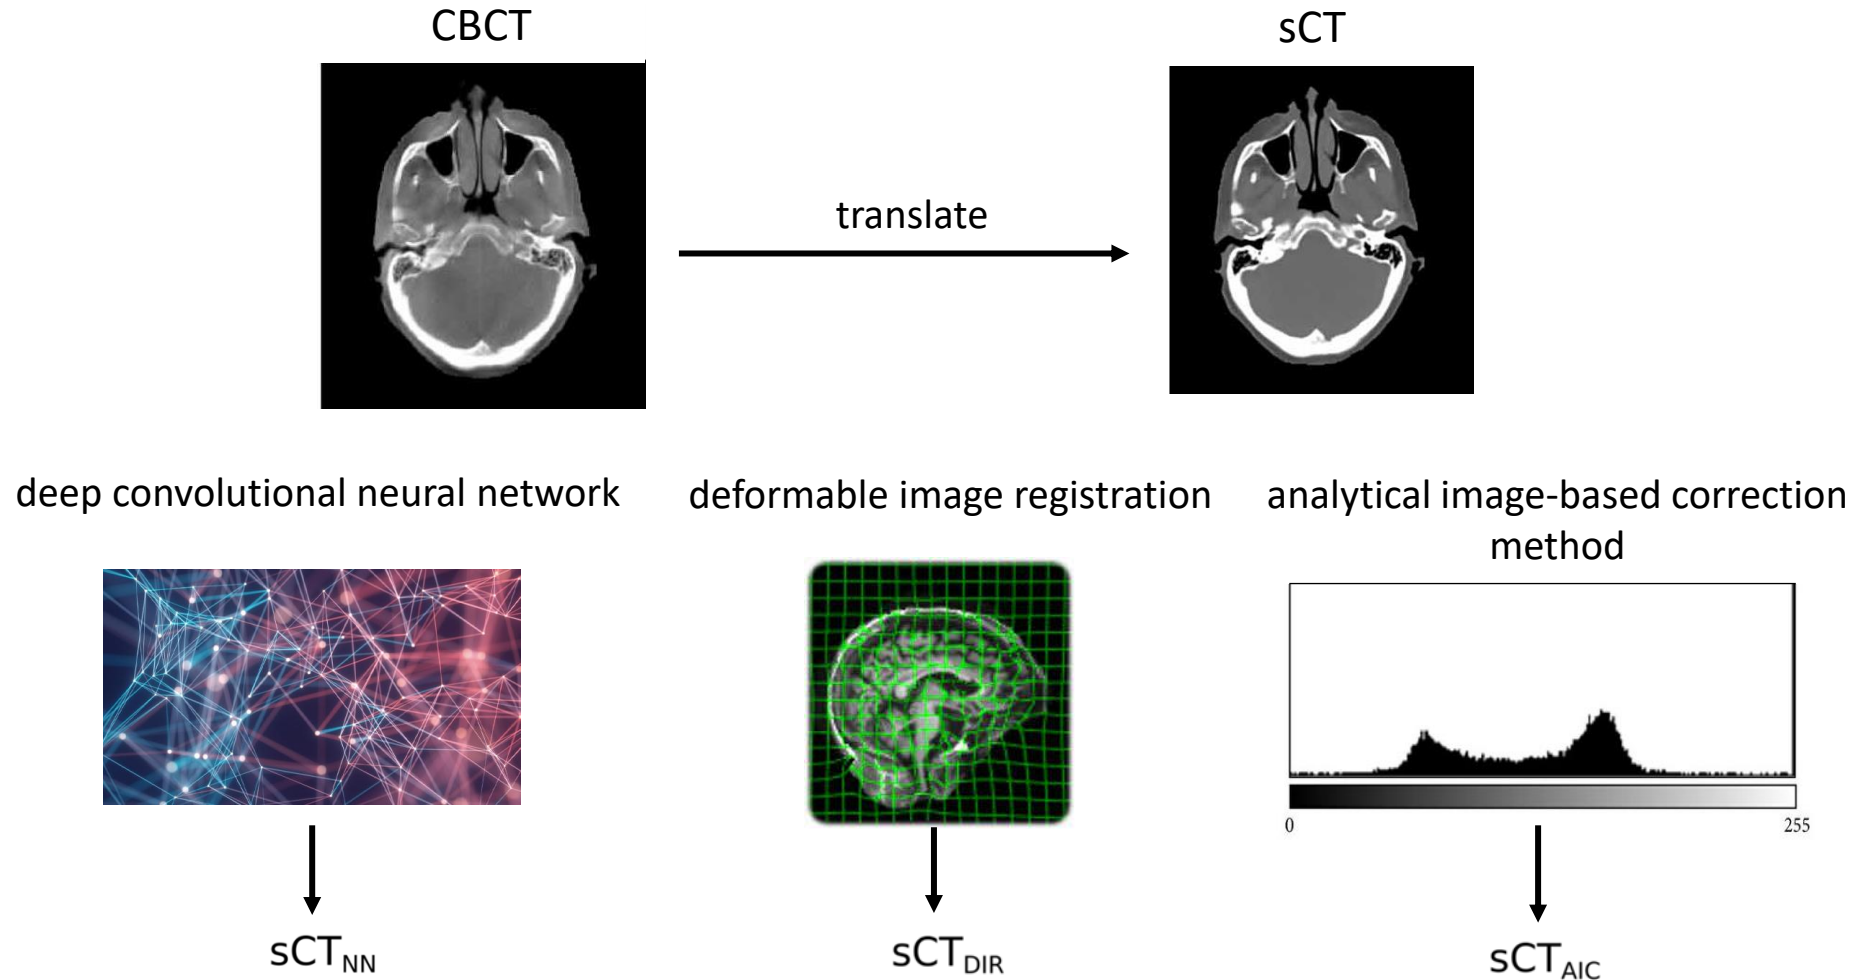 CBCT
sCT
translate
deep convolutional neural network
deformable image registration
analytical image-based correction
method
0
255
sCT_NN
sCT_DIR
sCT_AIC